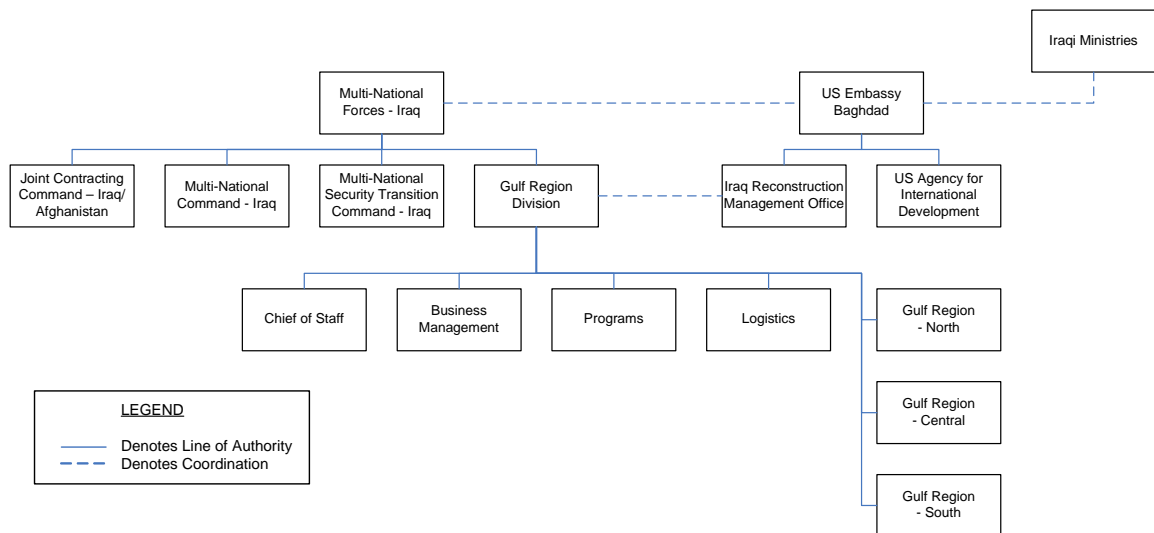 Iraqi Ministries
Multi-National
Forces - Iraq
US Embassy
Baghdad
Joint Contracting
Command – Iraq/
Afghanistan
Multi-National
Command - Iraq
Multi-National
Security Transition
Command - Iraq
Gulf Region
Division
Iraq Reconstruction
Management Office
US Agency for
International
Development
Chief of Staff
Business
Management
Programs
Logistics
Gulf Region
- North
Gulf Region
- Central
Gulf Region
- South
LEGEND
Denotes Line of Authority
Denotes Coordination